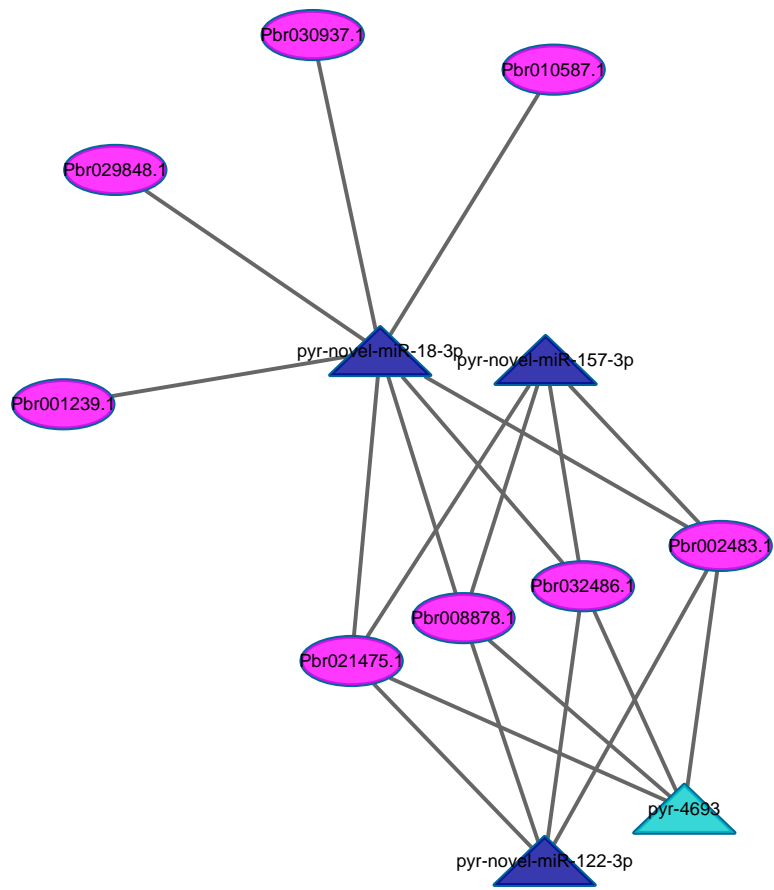 Pbr030937.1
Pbr010587.1
Pbr029848.1
pyr-novel-miR-18-3p
pyr-novel-miR-157-3p
Pbr001239.1
Pbr002483.1
Pbr032486.1
Pbr008878.1
Pbr021475.1
pyr-4693
pyr-novel-miR-122-3p